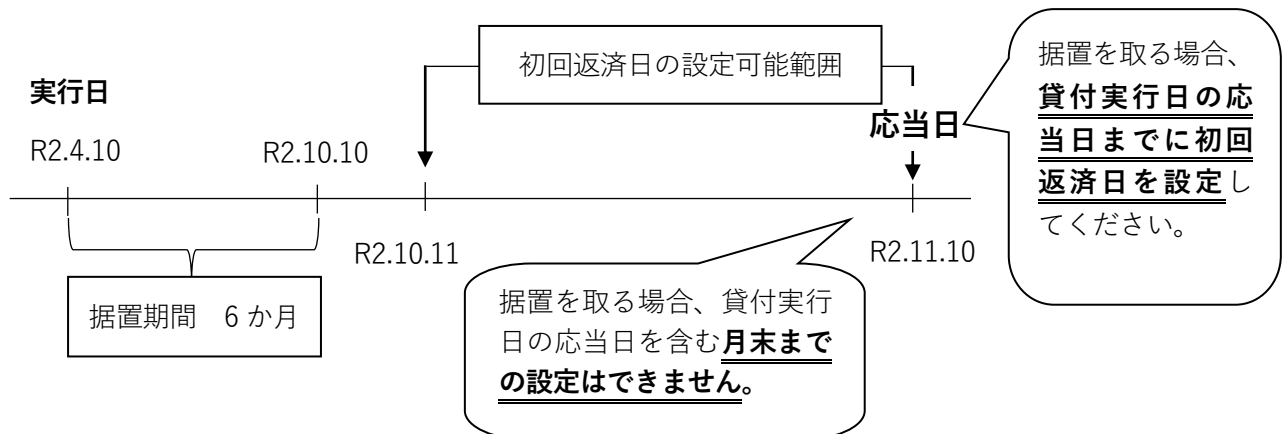 初回返済日の設定可能範囲
据置を取る場合、
貸付実行日の応
当日までに初回
返済日を設定し
てください。
実行日
応当日
R2.4.10
R2.10.10
R2.10.11
R2.11.10
据置期間　6か月
据置を取る場合、貸付実行
日の応当日を含む月末まで
の設定はできません。